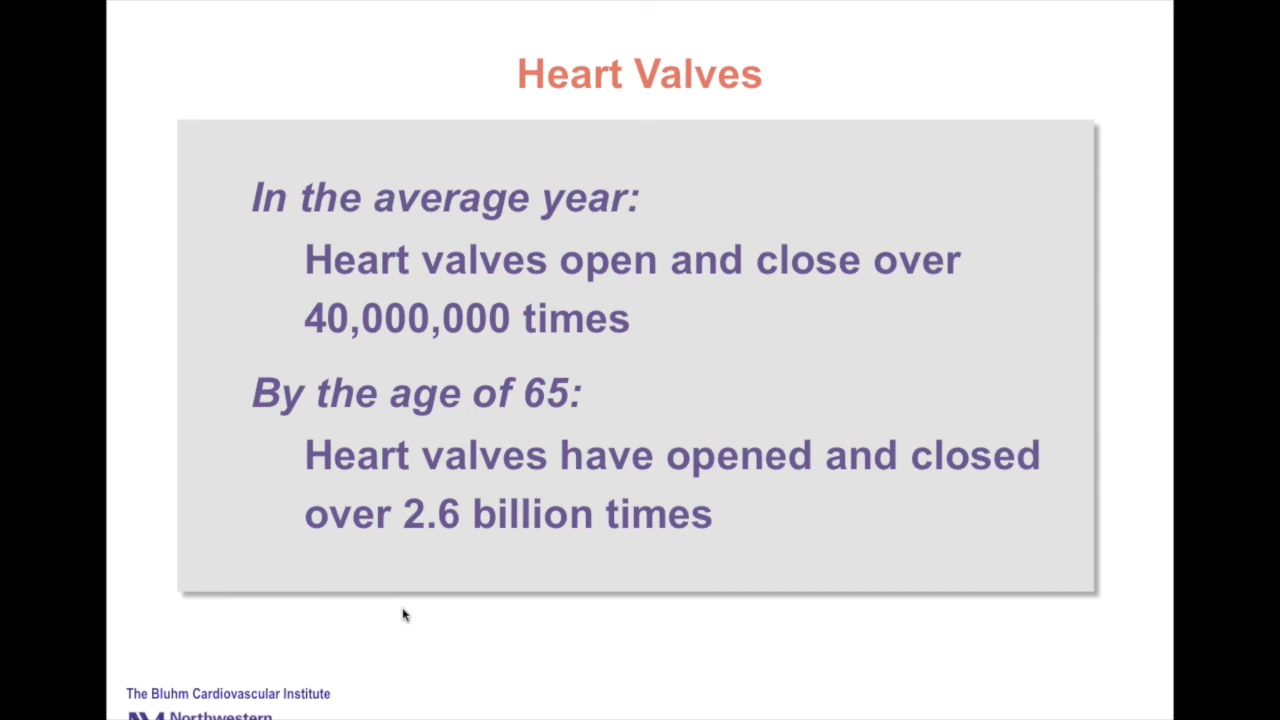 Heart Valves
In the average year:
Heart valves open and close over
40,000,000 times
By the age of 65:
Heart valves have opened and closed
over 2.6 billion times
The Bluhm Cardiovascular Institute
Northwestern